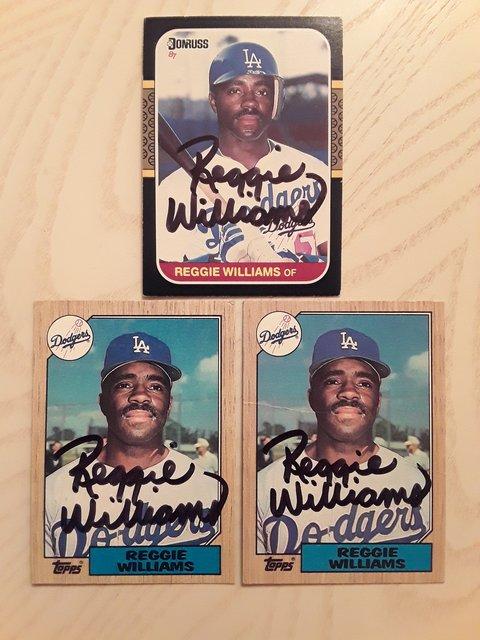 DONRUSS
87
LA
Reggie
Williams
Dodgers
REGGIE WILLIAMS OF
Dodgers
LA
Reggie
Williams
Dodgers
REGGIE
WILLIAMS
topps
Dodgers
LA
Reggie
Williams
Dodgers
REGGIE
WILLIAMS
topps